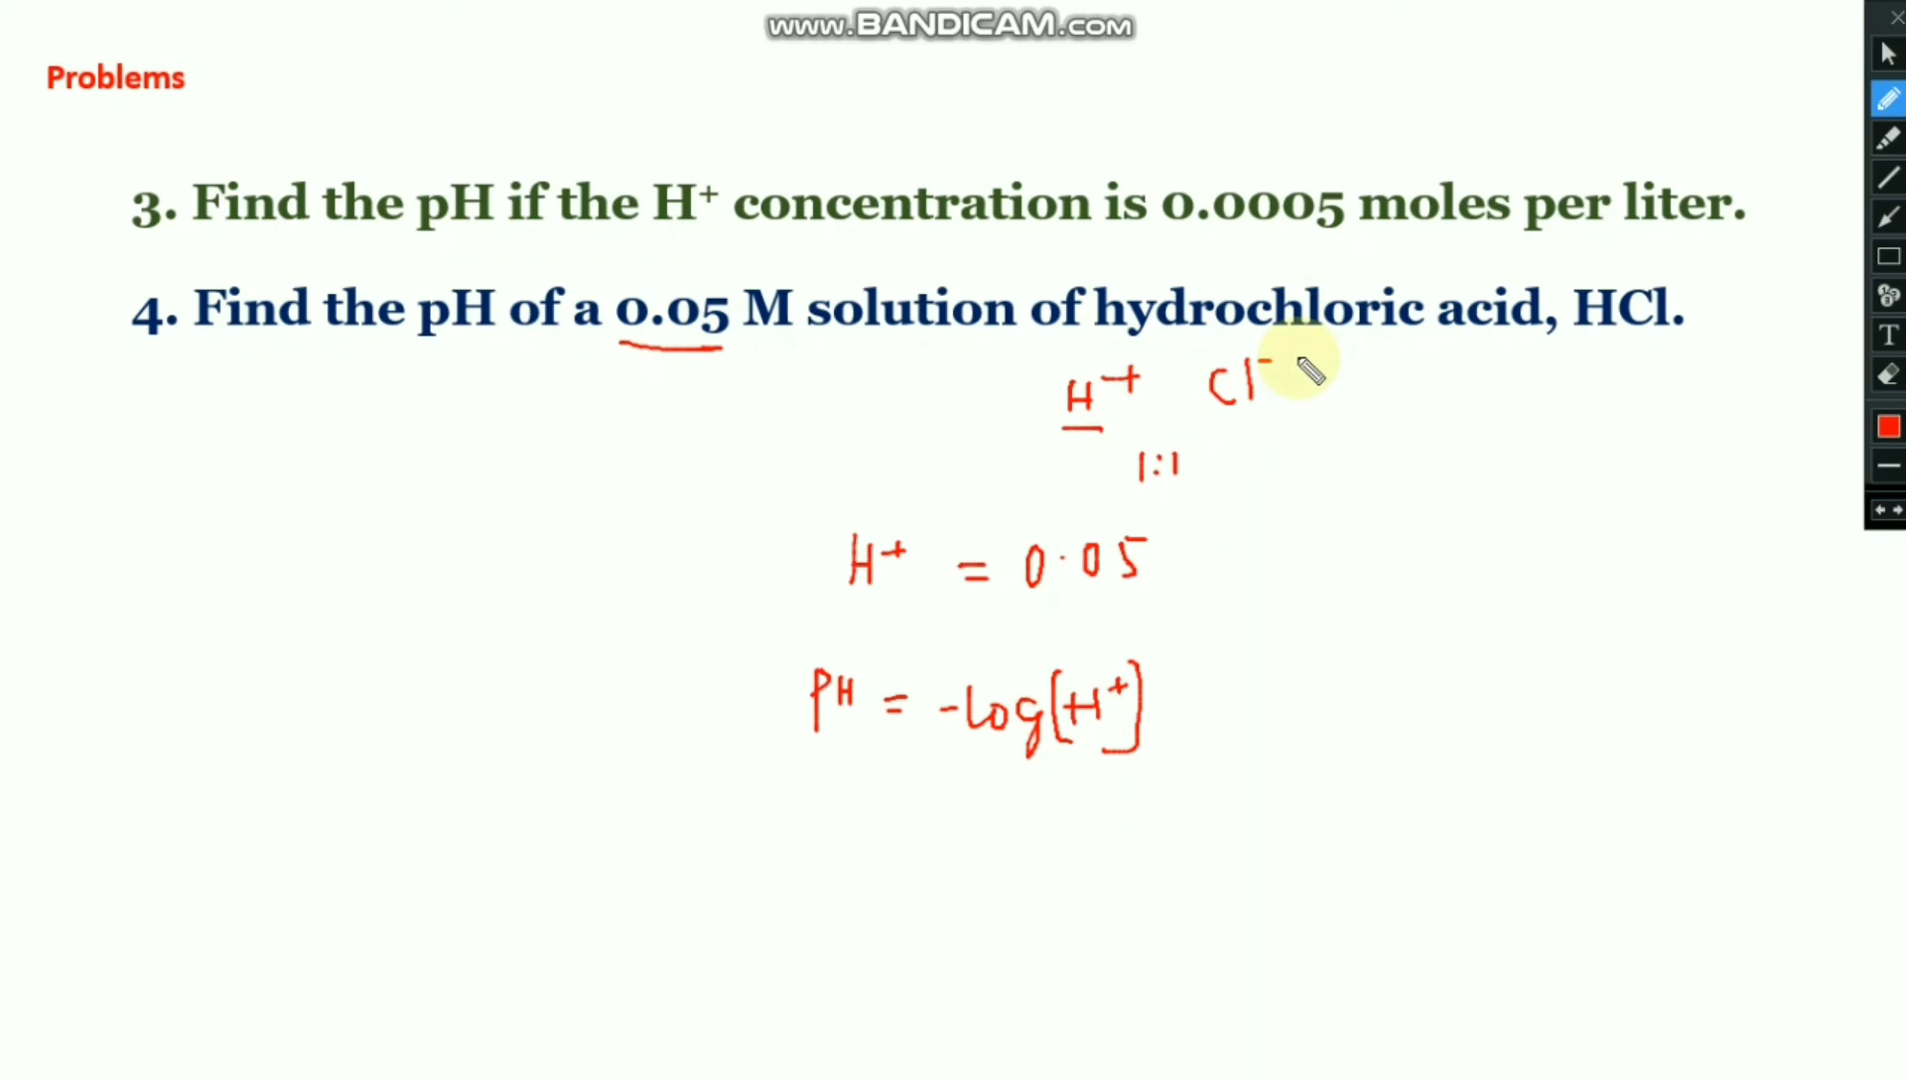 www.BANDICAM.com
Problems
3. Find the pH if the H⁺ concentration is 0.0005 moles per liter.
4. Find the pH of a 0.05 M solution of hydrochloric acid, HCl.
H⁺ Cl⁻
1:1
H⁺ = 0.05
PH = -log[H⁺]
T